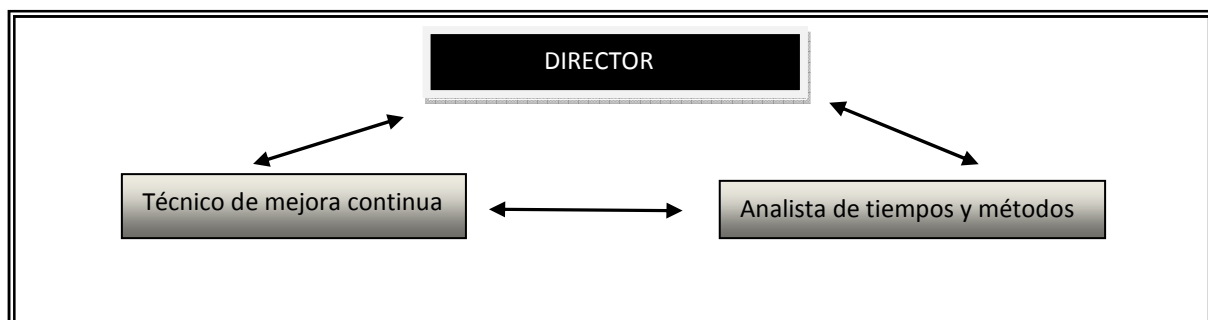 DIRECTOR
Técnico de mejora continua
Analista de tiempos y métodos